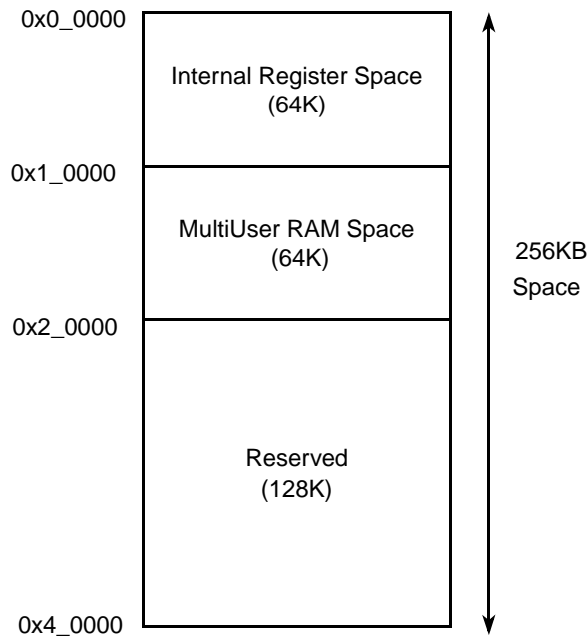 0x0_0000
Internal Register Space
(64K)
0x1_0000
MultiUser RAM Space
(64K)
256KB
Space
0x2_0000
Reserved
(128K)
0x4_0000